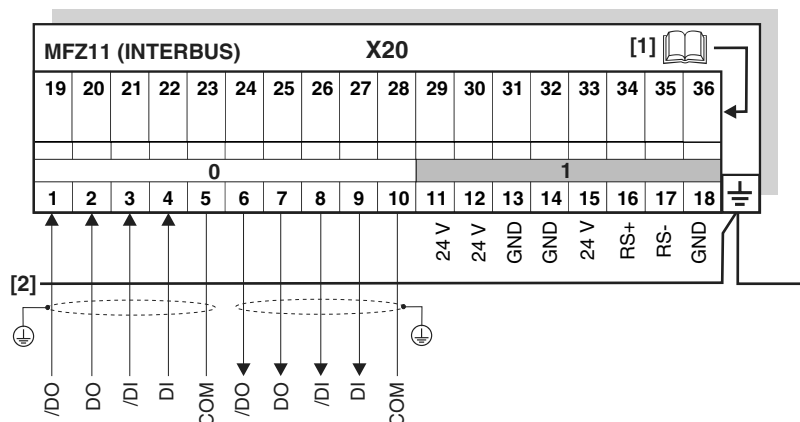 MFZ11 (INTERBUS) X20 [1]
19 20 21 22 23 24 25 26 27 28 29 30 31 32 33 34 35 36
0 1
1 2 3 4 5 6 7 8 9 10 11 12 13 14 15 16 17 18
24 V 24 V GND GND 24 V RS+ RS- GND
[2]
/DO DO /DI DI COM /DO DO /DI DI COM